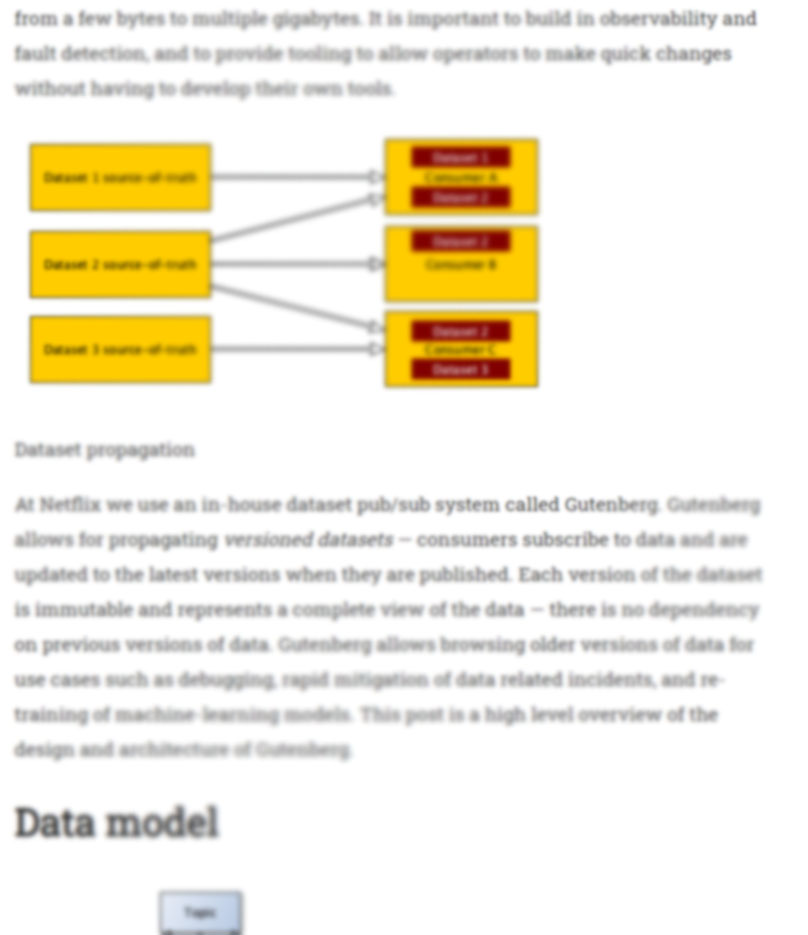 from a few bytes to multiple gigabytes. It is important to build in observability and
fault detection, and to provide tooling to allow operators to make quick changes
without having to develop their own tools.
Dataset 1 source-of-truth
Dataset 2 source-of-truth
Dataset 3 source-of-truth
Dataset 1
Consumer A
Dataset 2
Dataset 2
Consumer B
Dataset 2
Consumer C
Dataset 3
Dataset propagation
At Netflix we use an in-house dataset pub/sub system called Gutenberg. Gutenberg
allows for propagating versioned datasets — consumers subscribe to data and are
updated to the latest versions when they are published. Each version of the dataset
is immutable and represents a complete view of the data — there is no dependency
on previous versions of data. Gutenberg allows browsing older versions of data for
use cases such as debugging, rapid mitigation of data related incidents, and re-
training of machine-learning models. This post is a high level overview of the
design and architecture of Gutenberg.
Data model
Topic